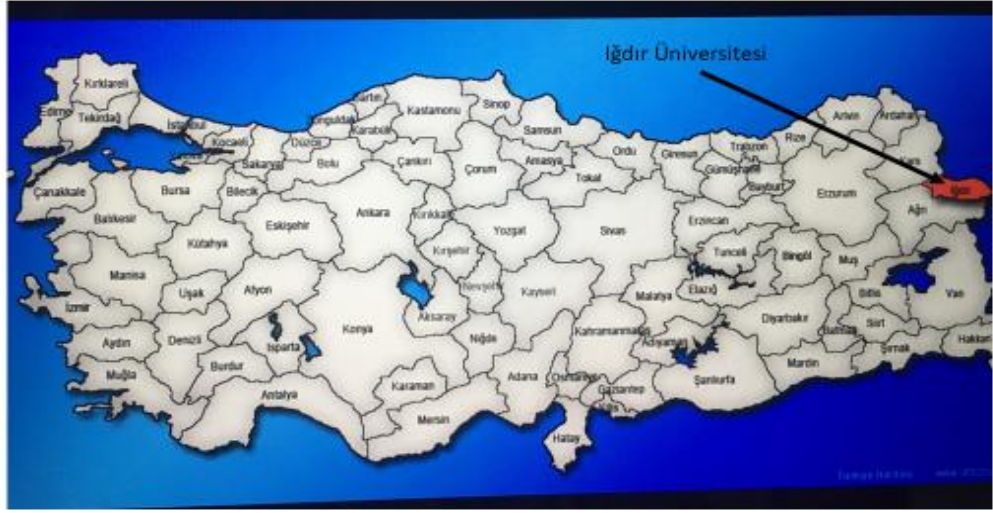 Iğdır Üniversitesi
Kırklareli
Edirne
Tekirdağ
İstanbul
Kocaeli
Sakarya
Düzce
Bolu
Zonguldak
Bartın
Karabük
Kastamonu
Sinop
Çankırı
Çorum
Samsun
Amasya
Tokat
Ordu
Giresun
Gümüşhane
Trabzon
Bayburt
Rize
Artvin
Ardahan
Kars
Iğdır
Ağrı
Erzurum
Erzincan
Çanakkale
Balıkesir
Bursa
Bilecik
Kütahya
Eskişehir
Ankara
Kırıkkale
Kırşehir
Yozgat
Sivas
Tunceli
Bingöl
Muş
Bitlis
Van
Manisa
İzmir
Uşak
Afyon
Konya
Aksaray
Nevşehir
Kayseri
Niğde
Malatya
Elazığ
Diyarbakır
Batman
Siirt
Şırnak
Hakkari
Aydın
Denizli
Muğla
Burdur
Isparta
Antalya
Karaman
Mersin
Adana
Kahramanmaraş
Adıyaman
Osmaniye
Gaziantep
Kilis
Hatay
Şanlıurfa
Mardin